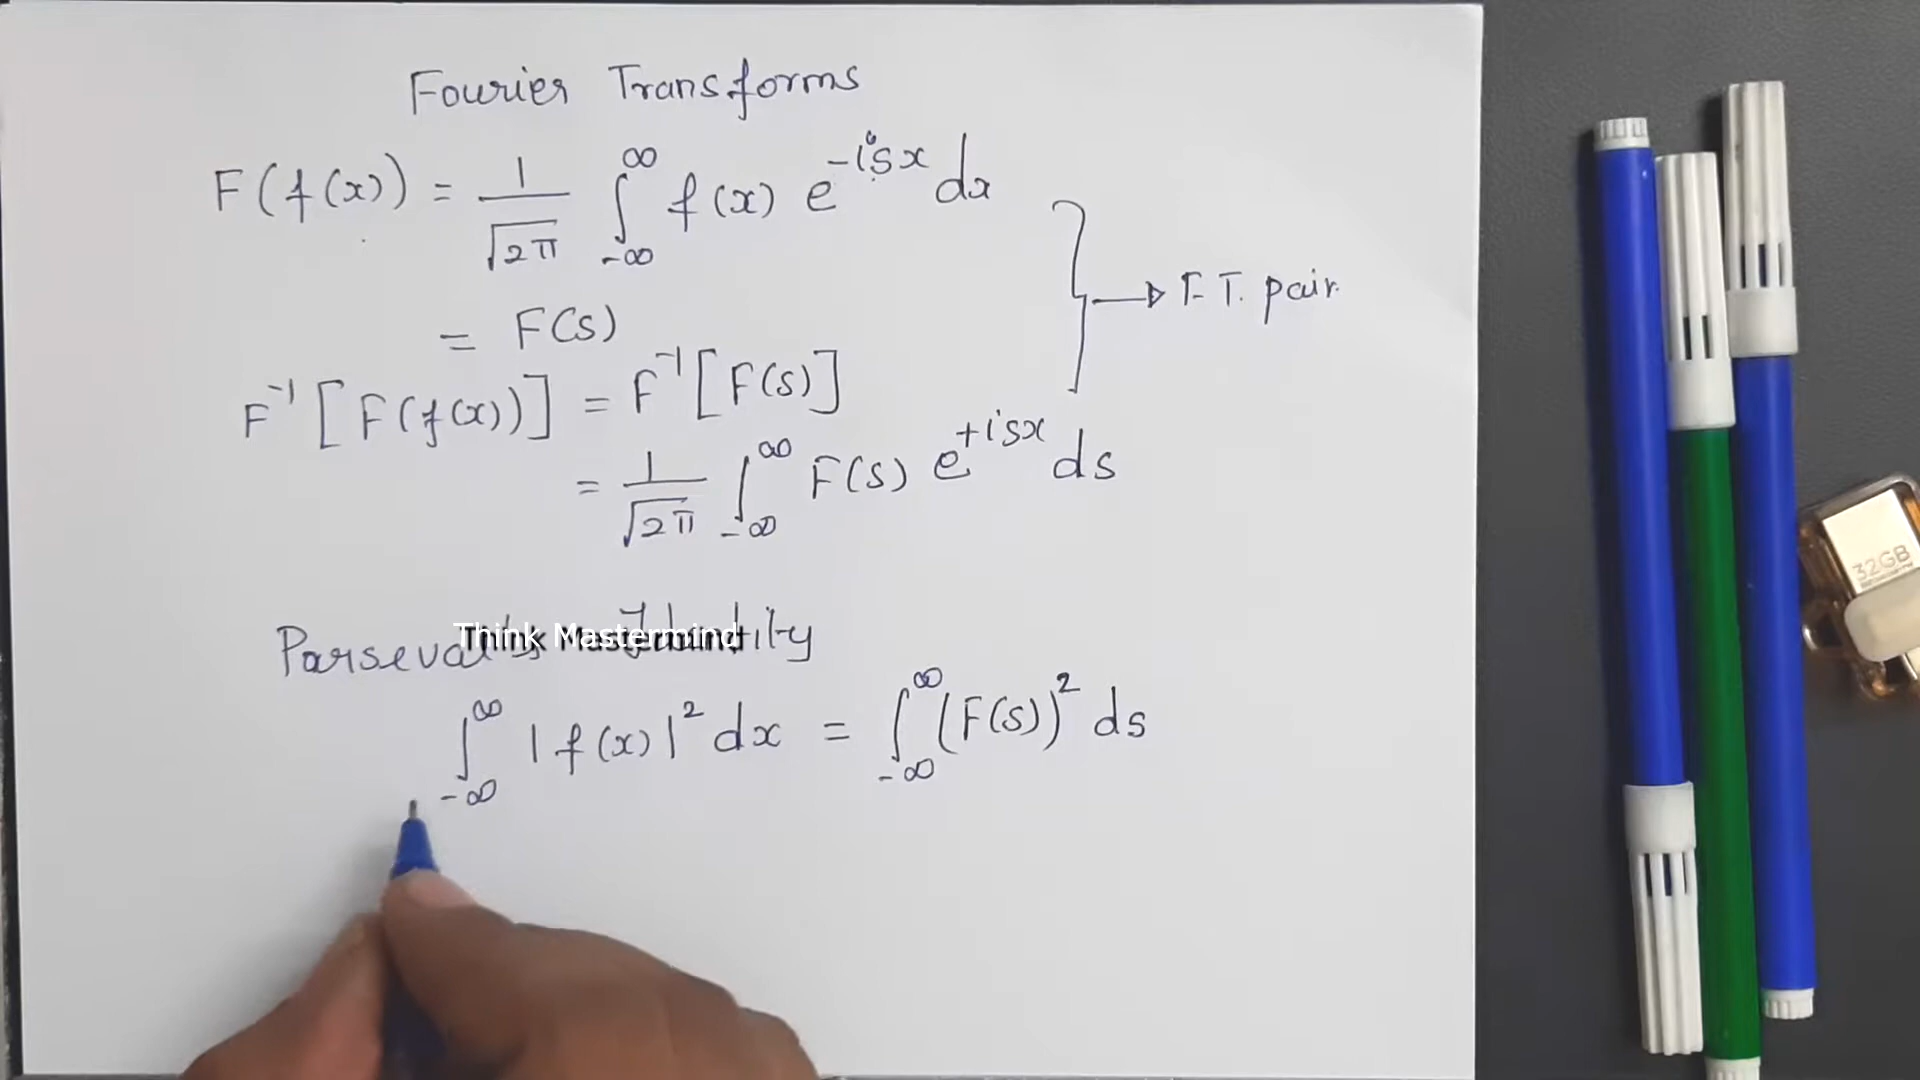 Fourier Transforms
F(f(x)) = 1/√2π ∫_-∞^∞ f(x) e^-isx dx
= F(s)
F^-1 [F(f(x))] = F^-1 [F(s)]
= 1/√2π ∫_-∞^∞ F(s) e^+isx ds
→ F.T. pair.
Parseval's Identity
Think Mastermind
∫_-∞^∞ |f(x)|^2 dx = ∫_-∞^∞ (F(s))^2 ds
32GB